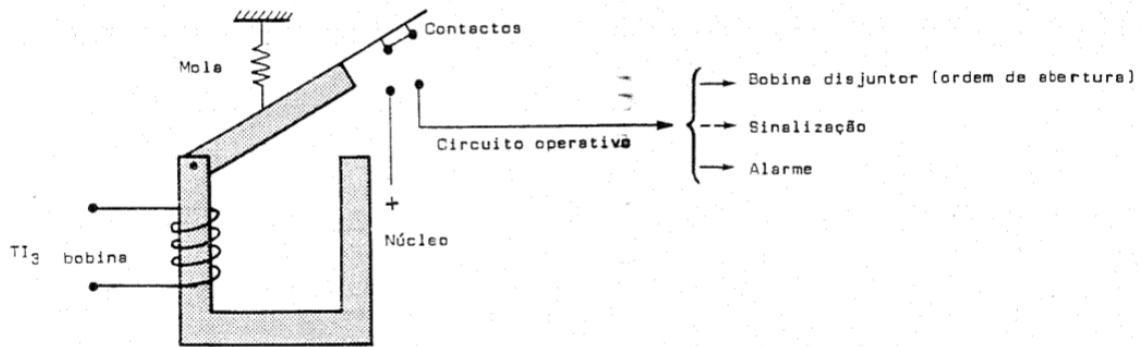 Contactos
Mola
Bobina disjuntor (ordem de abertura)
Sinalização
Circuito operativo
Alarme
+
Núcleo
TI3 bobina